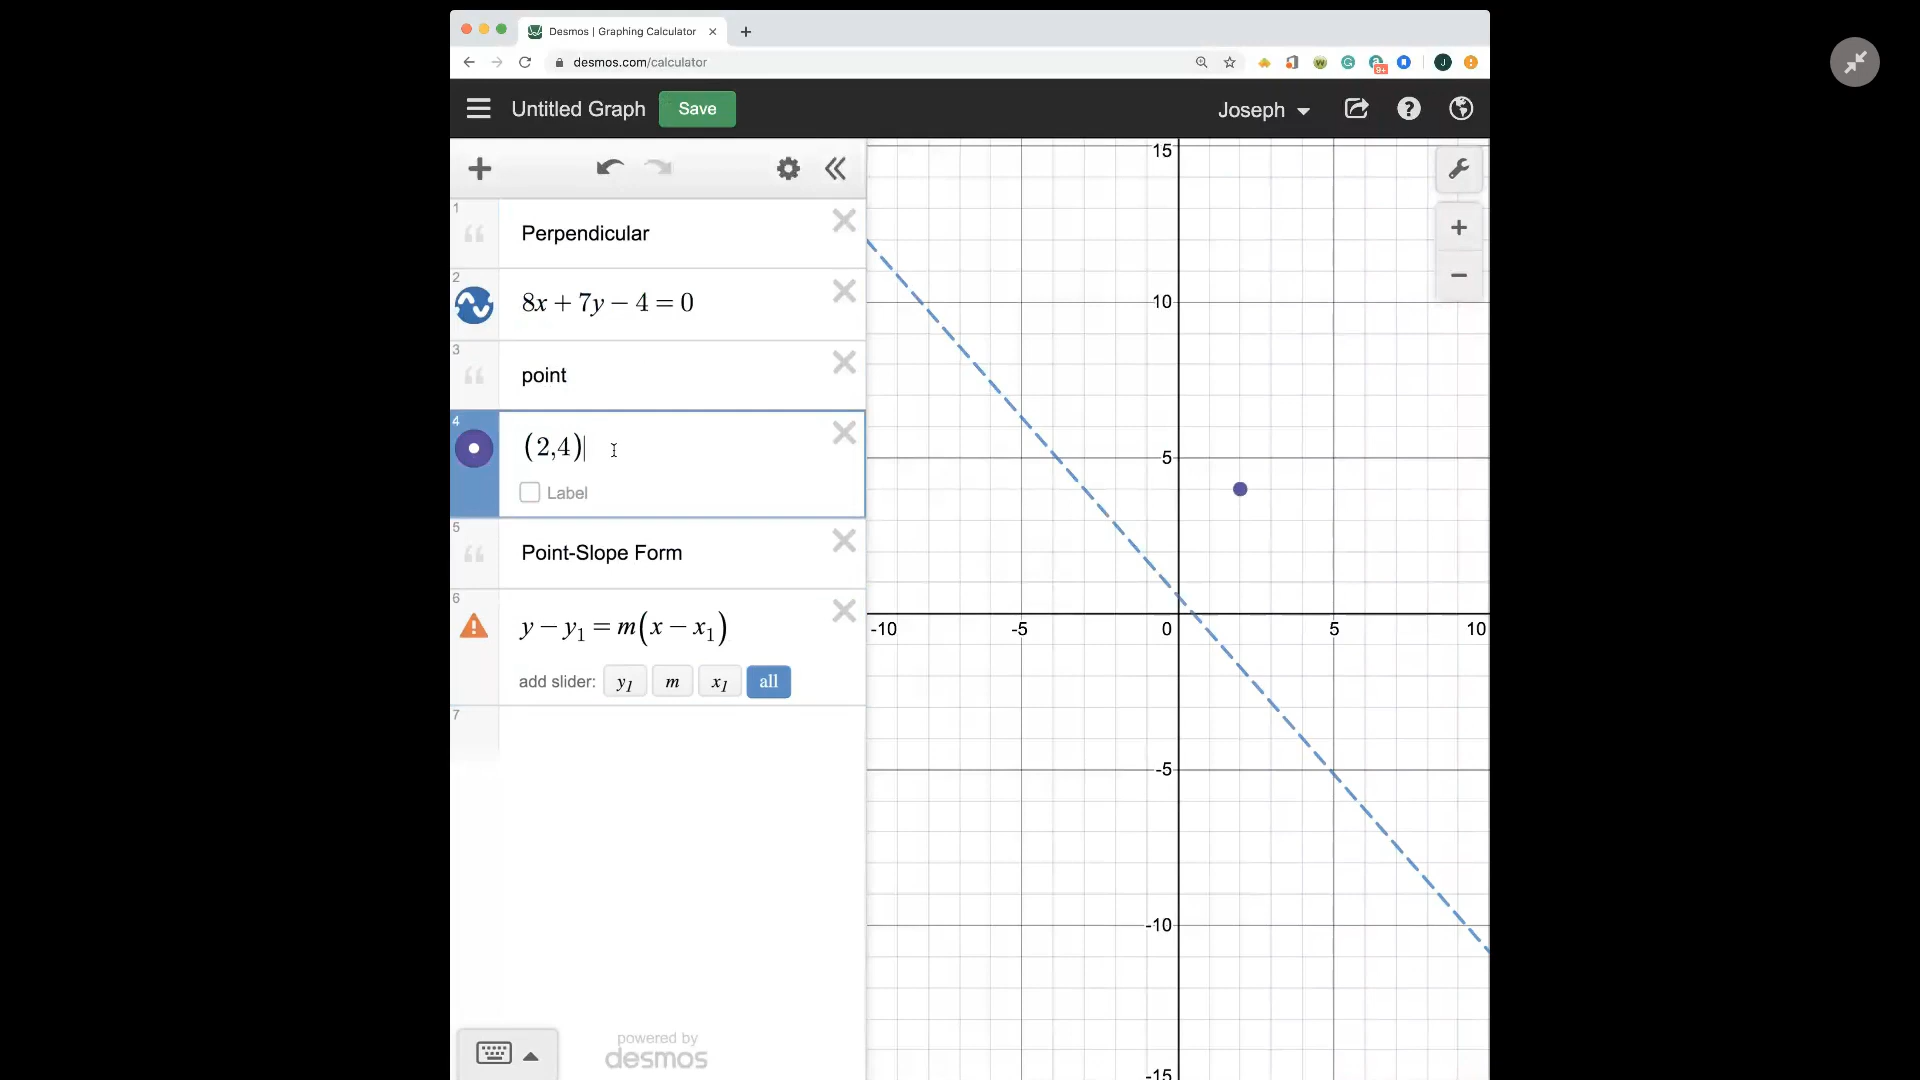 Desmos | Graphing Calculator
desmos.com/calculator
9+
J
Untitled Graph
Save
Joseph
1
Perpendicular
2
8x + 7y − 4 = 0
3
point
4
(2,4)
Label
5
Point-Slope Form
6
y − y₁ = m(x − x₁)
add slider: y₁ m x₁ all
7
powered by
desmos
15
10
5
-10 -5 0 5 10
-5
-10
-15